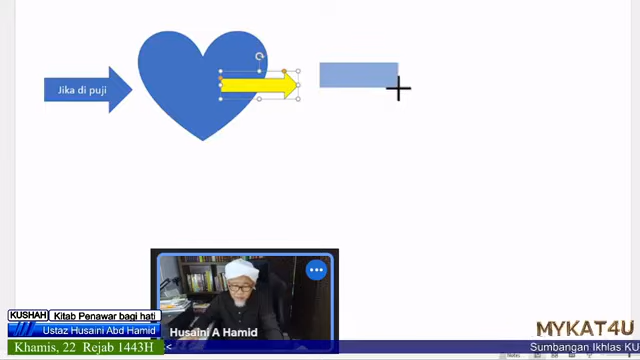 Jika di puji
Husaini A Hamid
KUSHAH
Kitab Penawar bagi hati
Ustaz Husaini Abd Hamid
Khamis, 22 Rejab 1443H
MYKAT4U
Sumbangan Ikhlas KU